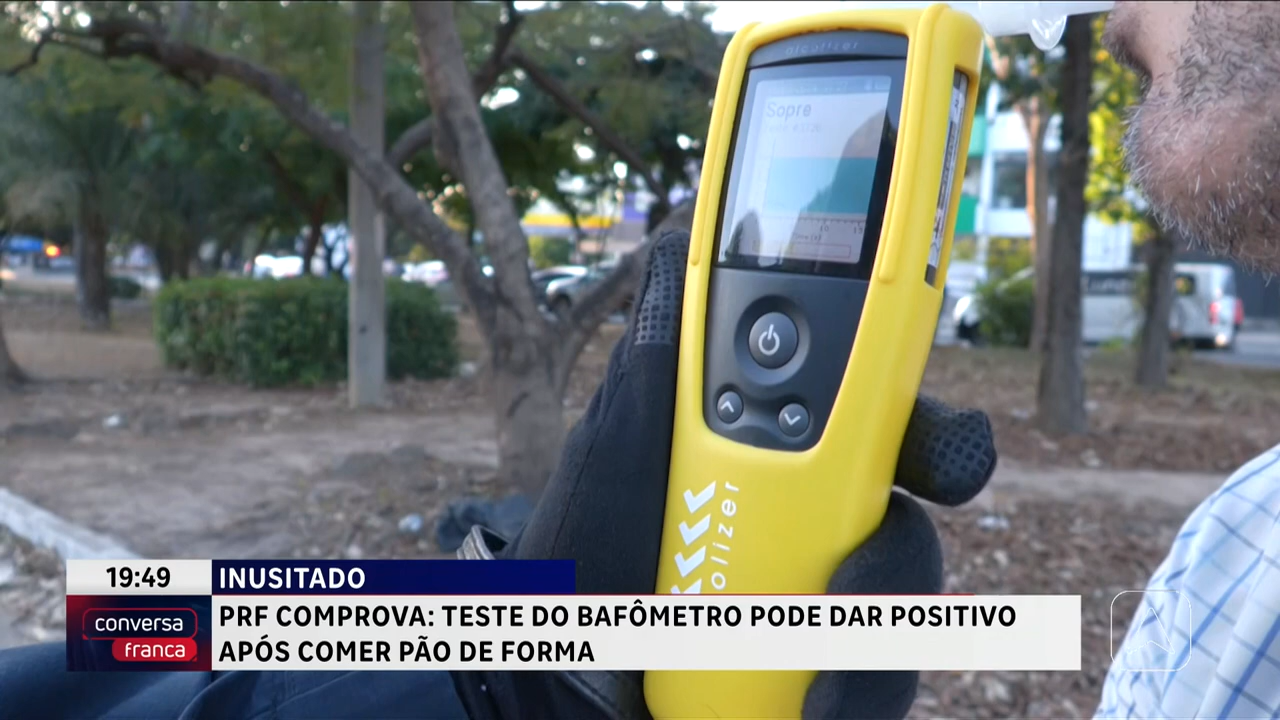 alcolizer
Sopre
olizer
19:49
INUSITADO
conversa
franca
PRF COMPROVA: TESTE DO BAFÔMETRO PODE DAR POSITIVO
APÓS COMER PÃO DE FORMA